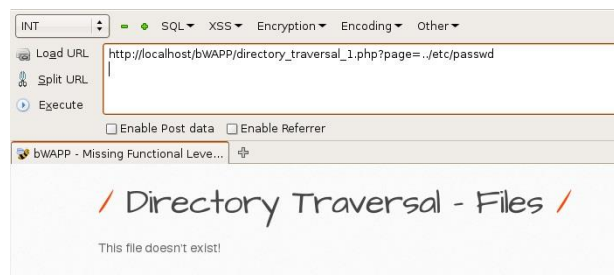 INT SQL XSS Encryption Encoding Other
Load URL http://localhost/bWAPP/directory_traversal_1.php?page=../etc/passwd
Split URL
Execute
Enable Post data Enable Referrer
bWAPP - Missing Functional Leve...
/ Directory Traversal - Files /
This file doesn't exist!